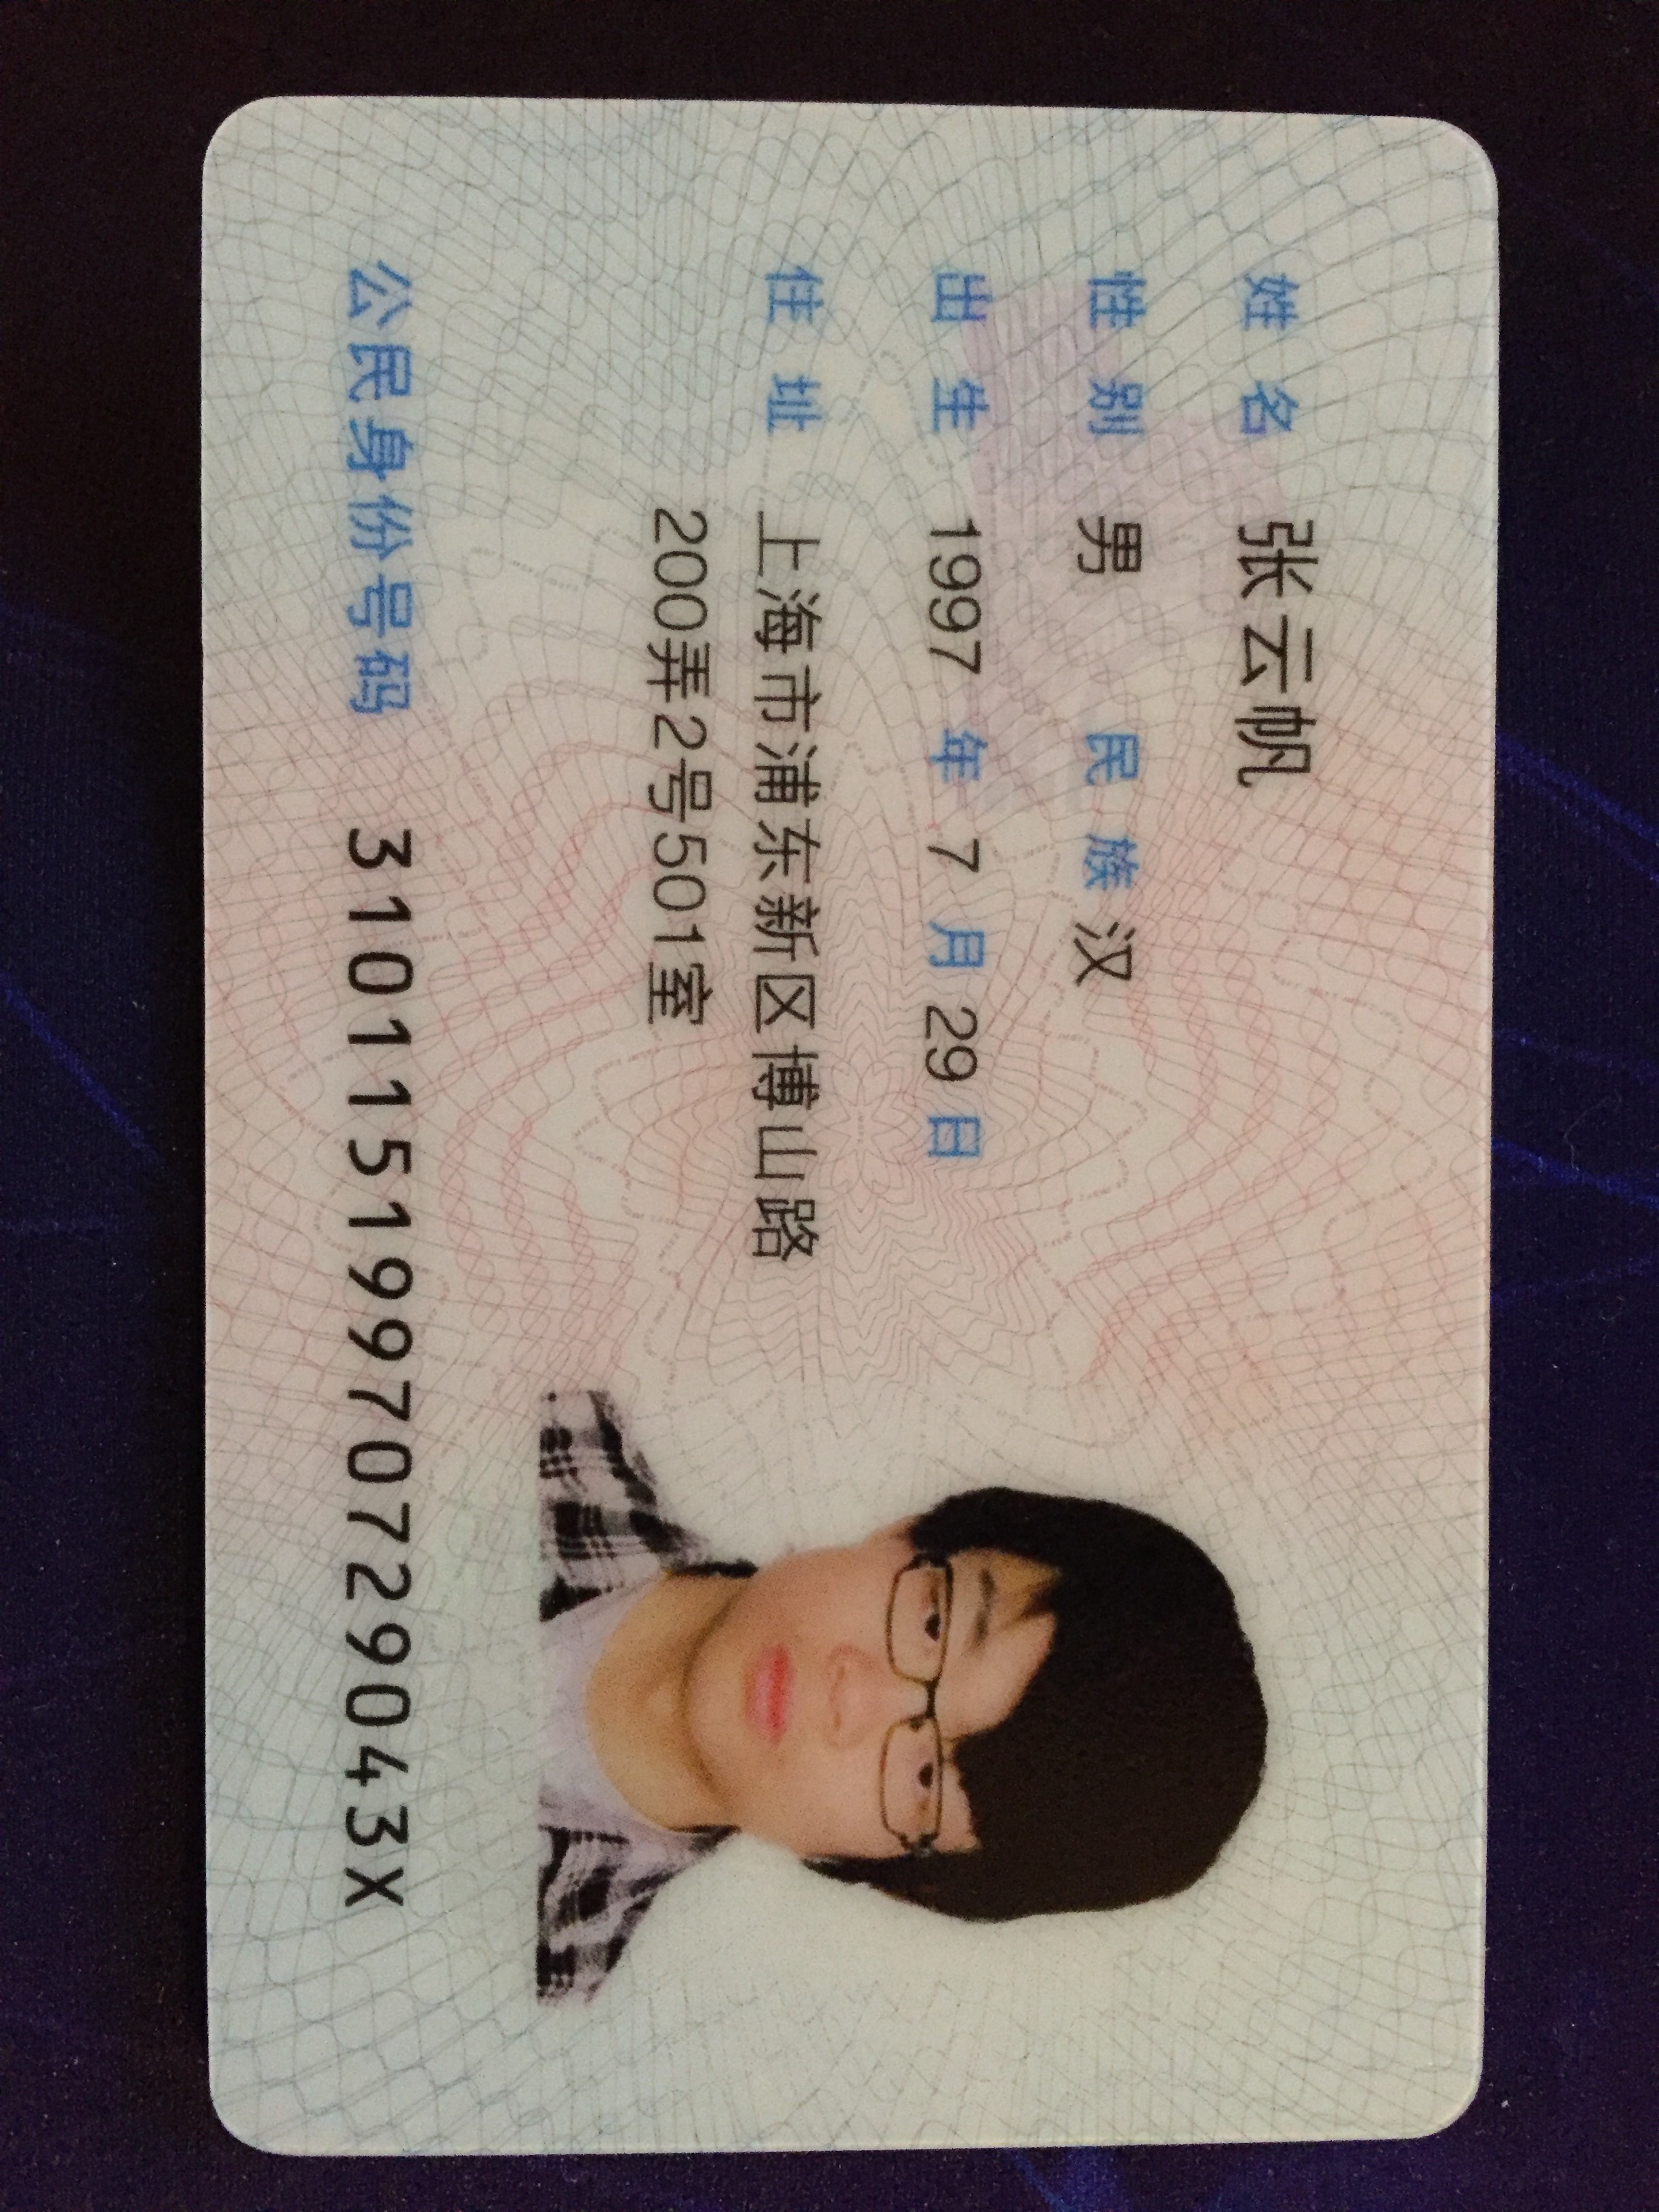 姓名 张云帆
性别 男 民族 汉
出生 1997 年 7 月 29 日
住址 上海市浦东新区博山路
200弄2号501室
公民身份号码 31011519970729043X